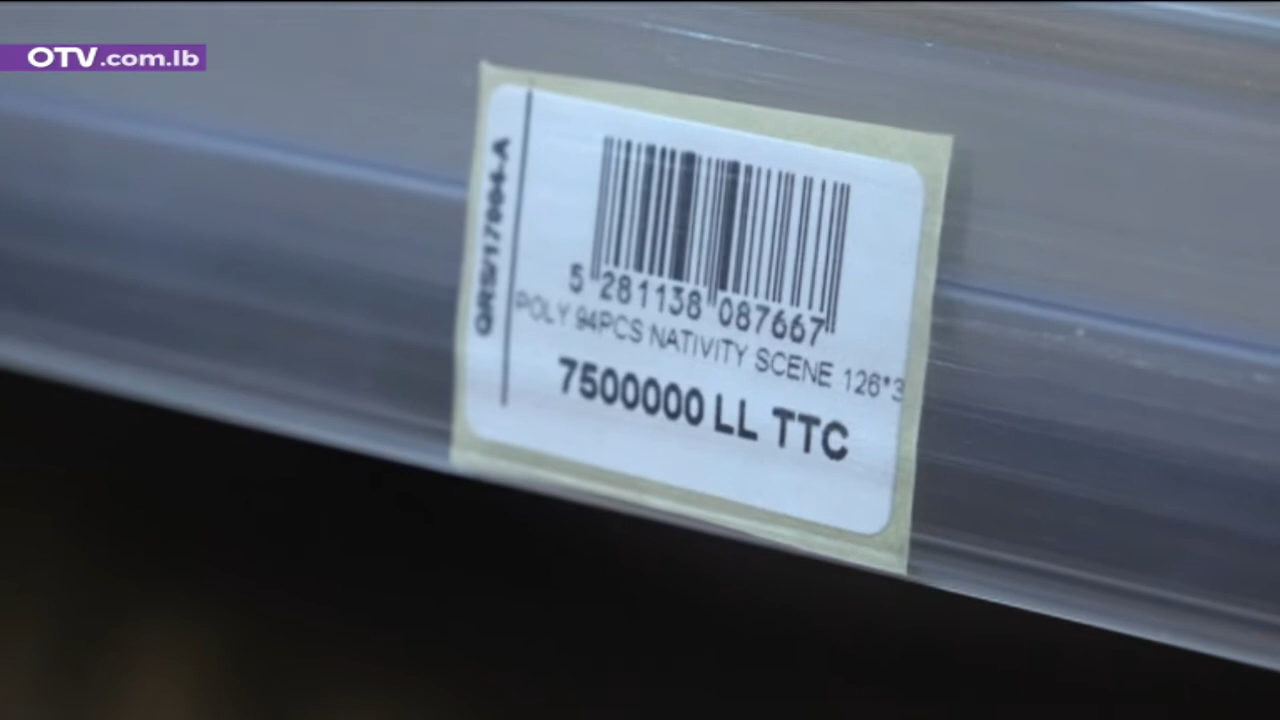 OTV.com.lb
5 281138 087667
POLY 94PCS NATIVITY SCENE 126*3
7500000 LL TTC